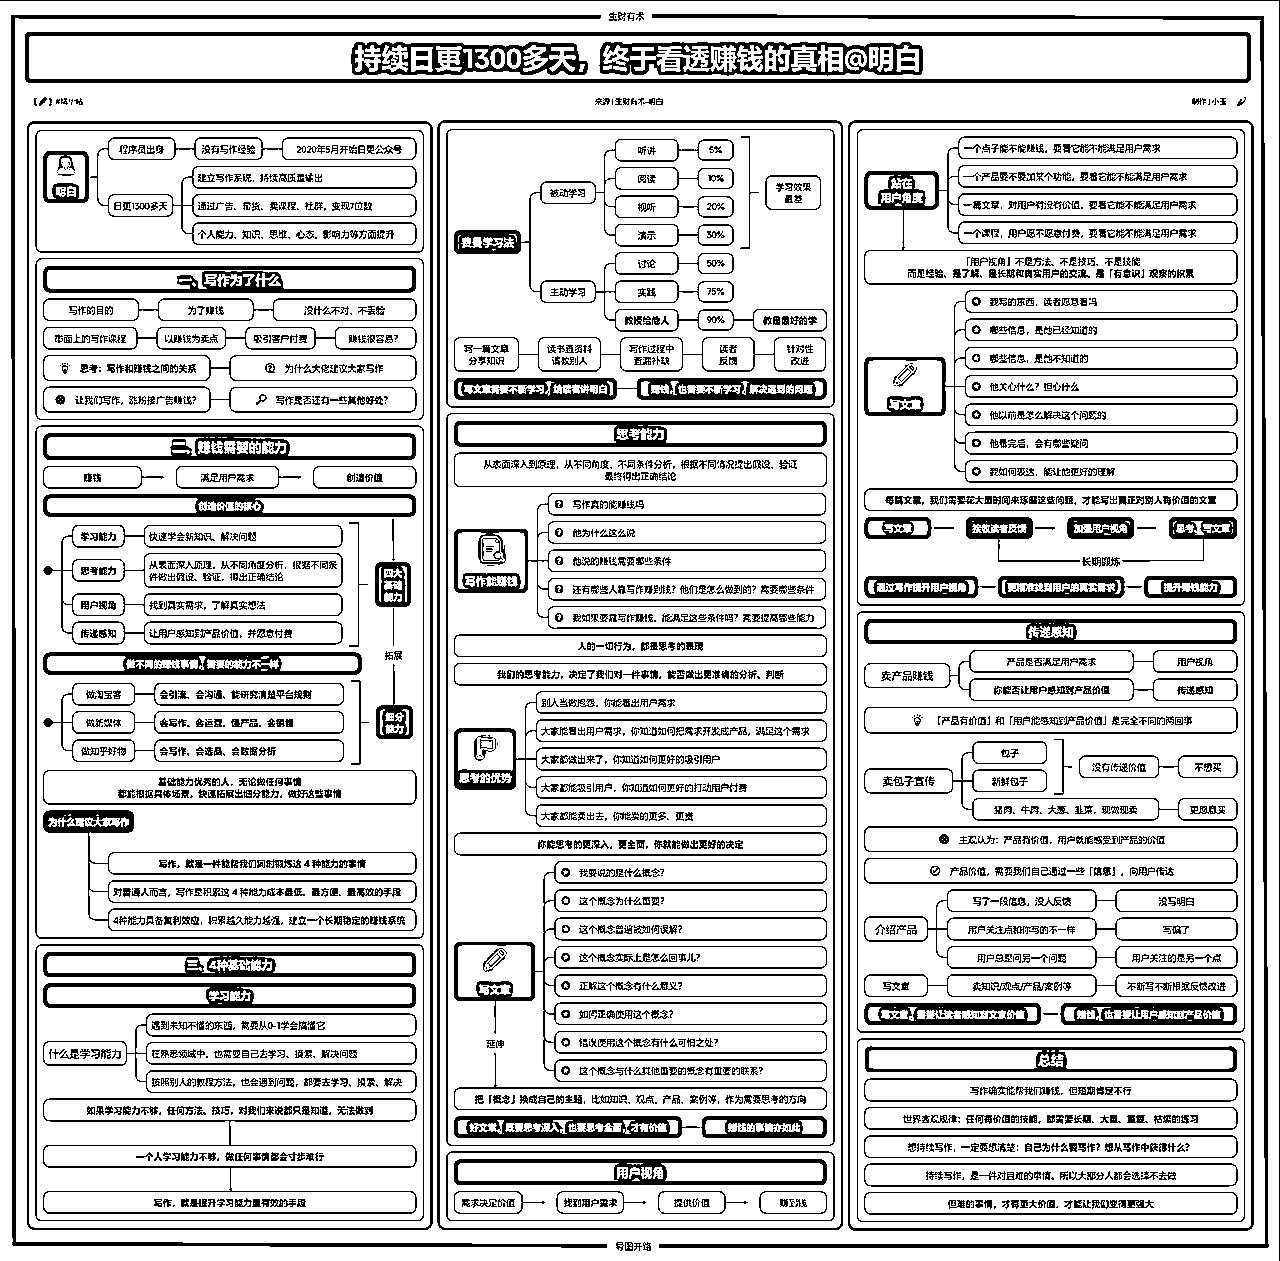 生财有术
持续日更1300多天，终于看透赚钱的真相@明白
来源 | 生财有术-明白
制作 | 小玉
明白
程序员出身
没有写作经验
2020年5月开始日更公众号
日更1300多天
建立写作系统，持续高质量输出
通过广告、带货、卖课程、社群，变现7位数
个人能力、知识、思维、心态、影响力等方面提升
一、写作为了什么
写作的目的
为了赚钱
没什么不对、不丢脸
市面上的写作课程
以赚钱为卖点
吸引客户付费
赚钱很容易？
思考：写作和赚钱之间的关系
为什么大佬建议大家写作
让我们写作，涨粉接广告赚钱？
写作是否还有一些其他好处？
二、赚钱需要的能力
赚钱
满足用户需求
创造价值
创造价值的核心
学习能力
快速学会新知识、解决问题
思考能力
从表面深入原理，从不同角度分析，根据不同条
件做出假设、验证，得出正确结论
用户视角
找到真实需求，了解真实想法
传递感知
让用户感知到产品价值，并愿意付费
四大
基础
能力
拓展
做不同的赚钱事情，需要的能力不一样
做淘宝客
会引流、会沟通、能研究清楚平台规则
做新媒体
会写作、会运营、懂产品、会销售
做知乎好物
会写作、会选品、会数据分析
细分
能力
基础能力优秀的人，无论做任何事情
都能根据具体场景，快速拓展出细分能力，做好这些事情
为什么建议大家写作
写作，就是一件能帮我们同时锻炼这 4 种能力的事情
对普通人而言，写作是积累这 4 种能力成本最低、最方便、最高效的手段
4种能力具备复利效应，积累越久能力越强，建立一个长期稳定的赚钱系统
三、4种基础能力
学习能力
什么是学习能力
遇到未知不懂的东西，需要从0-1学会搞懂它
在熟悉领域中，也需要自己去学习、摸索、解决问题
按照别人的教程方法，也会遇到问题，都要去学习、摸索、解决
如果学习能力不够，任何方法、技巧，对我们来说都只是知道，无法做到
一个人学习能力不够，做任何事情都会寸步难行
写作，就是提升学习能力最有效的手段
费曼学习法
被动学习
听讲
5%
阅读
10%
视听
20%
演示
30%
学习效果
最差
主动学习
讨论
50%
实践
75%
教授给他人
90%
教是最好的学
写一篇文章
分享知识
读书查资料
请教别人
写作过程中
查漏补缺
读者
反馈
针对性
改进
写文章需要不断学习，给读者讲明白
赚钱，也需要不断学习，解决遇到的问题
思考能力
从表面深入到原理，从不同角度、不同条件分析，根据不同情况提出假设、验证
最终得出正确结论
写作能赚钱
写作真的能赚钱吗
他为什么这么说
他说的赚钱需要哪些条件
还有哪些人靠写作赚到钱？他们是怎么做到的？需要哪些条件
我如果要靠写作赚钱，能满足这些条件吗？需要提高哪些能力
人的一切行为，都是思考的表现
我们的思考能力，决定了我们对一件事情，能否做出更准确的分析、判断
思考的优势
别人当做抱怨，你能看出用户需求
大家能看出用户需求，你知道如何把需求开发成产品，满足这个需求
大家都做出来了，你知道如何更好的吸引用户
大家都能吸引用户，你知道如何更好的打动用户付费
大家都能卖出去，你能卖的更多、更贵
你能思考的更深入，更全面，你就能做出更好的决定
写文章
我要说的是什么概念？
这个概念为什么重要？
这个概念普遍被如何误解？
这个概念实际上是怎么回事儿？
正解这个概念有什么意义？
如何正确使用这个概念？
错误使用这个概念有什么可怕之处？
这个概念与什么其他重要的概念有重要的联系？
延伸
把「概念」换成自己的主题，比如知识、观点、产品、案例等，作为需要思考的方向
好文章，既要思考深入，也要思考全面，才有价值
赚钱的事情亦如此
用户视角
需求决定价值
找到用户需求
提供价值
赚到钱
站在
用户角度
一个点子能不能赚钱，要看它能不能满足用户需求
一个产品要不要加某个功能，要看它能不能满足用户需求
一篇文章，对用户有没有价值，要看它能不能满足用户需求
一个课程，用户愿不愿意付费，要看它能不能满足用户需求
「用户视角」不是方法、不是技巧、不是技能
而是经验、是了解、是长期和真实用户的交流、是「有意识」观察的积累
写文章
我写的东西，读者愿意看吗
哪些信息，是他已经知道的
哪些信息，是他不知道的
他关心什么？担心什么
他以前是怎么解决这个问题的
他看完后，会有哪些疑问
我如何表达，能让他更好的理解
每篇文章，我们需要花大量时间来琢磨这些问题，才能写出真正对别人有价值的文章
写文章
接收读者反馈
加强用户视角
思考、写文章
长期锻炼
通过写作提升用户视角
更精准找到用户的真实需求
提升赚钱能力
传递感知
卖产品赚钱
产品是否满足用户需求
用户视角
你能否让用户感知到产品价值
传递感知
「产品有价值」和「用户能感知到产品价值」是完全不同的两回事
卖包子宣传
包子
新鲜包子
没有传递价值
不想买
猪肉、牛肉、大葱、韭菜，现做现卖
更愿意买
主观认为：产品有价值，用户就能感受到产品的价值
产品价值，需要我们自己通过一些「信息」，向用户传达
介绍产品
写了一段信息，没人反馈
没写明白
用户关注点和你写的不一样
写偏了
用户总是问另一个问题
用户关注的是另一个点
写文章
卖知识/观点/产品/案例等
不断写不断根据反馈改进
写文章，需要让读者感知到文章价值
赚钱，也需要让用户感知到产品价值
总结
写作确实能帮我们赚钱，但短期肯定不行
世界客观规律：任何有价值的技能，都需要长期、大量、重复、枯燥的练习
想持续写作，一定要想清楚：自己为什么要写作？想从写作中获得什么？
持续写作，是一件对且难的事情，所以大部分人都会选择不去做
但难的事情，才有更大价值，才能让我们变得更强大
导图开路